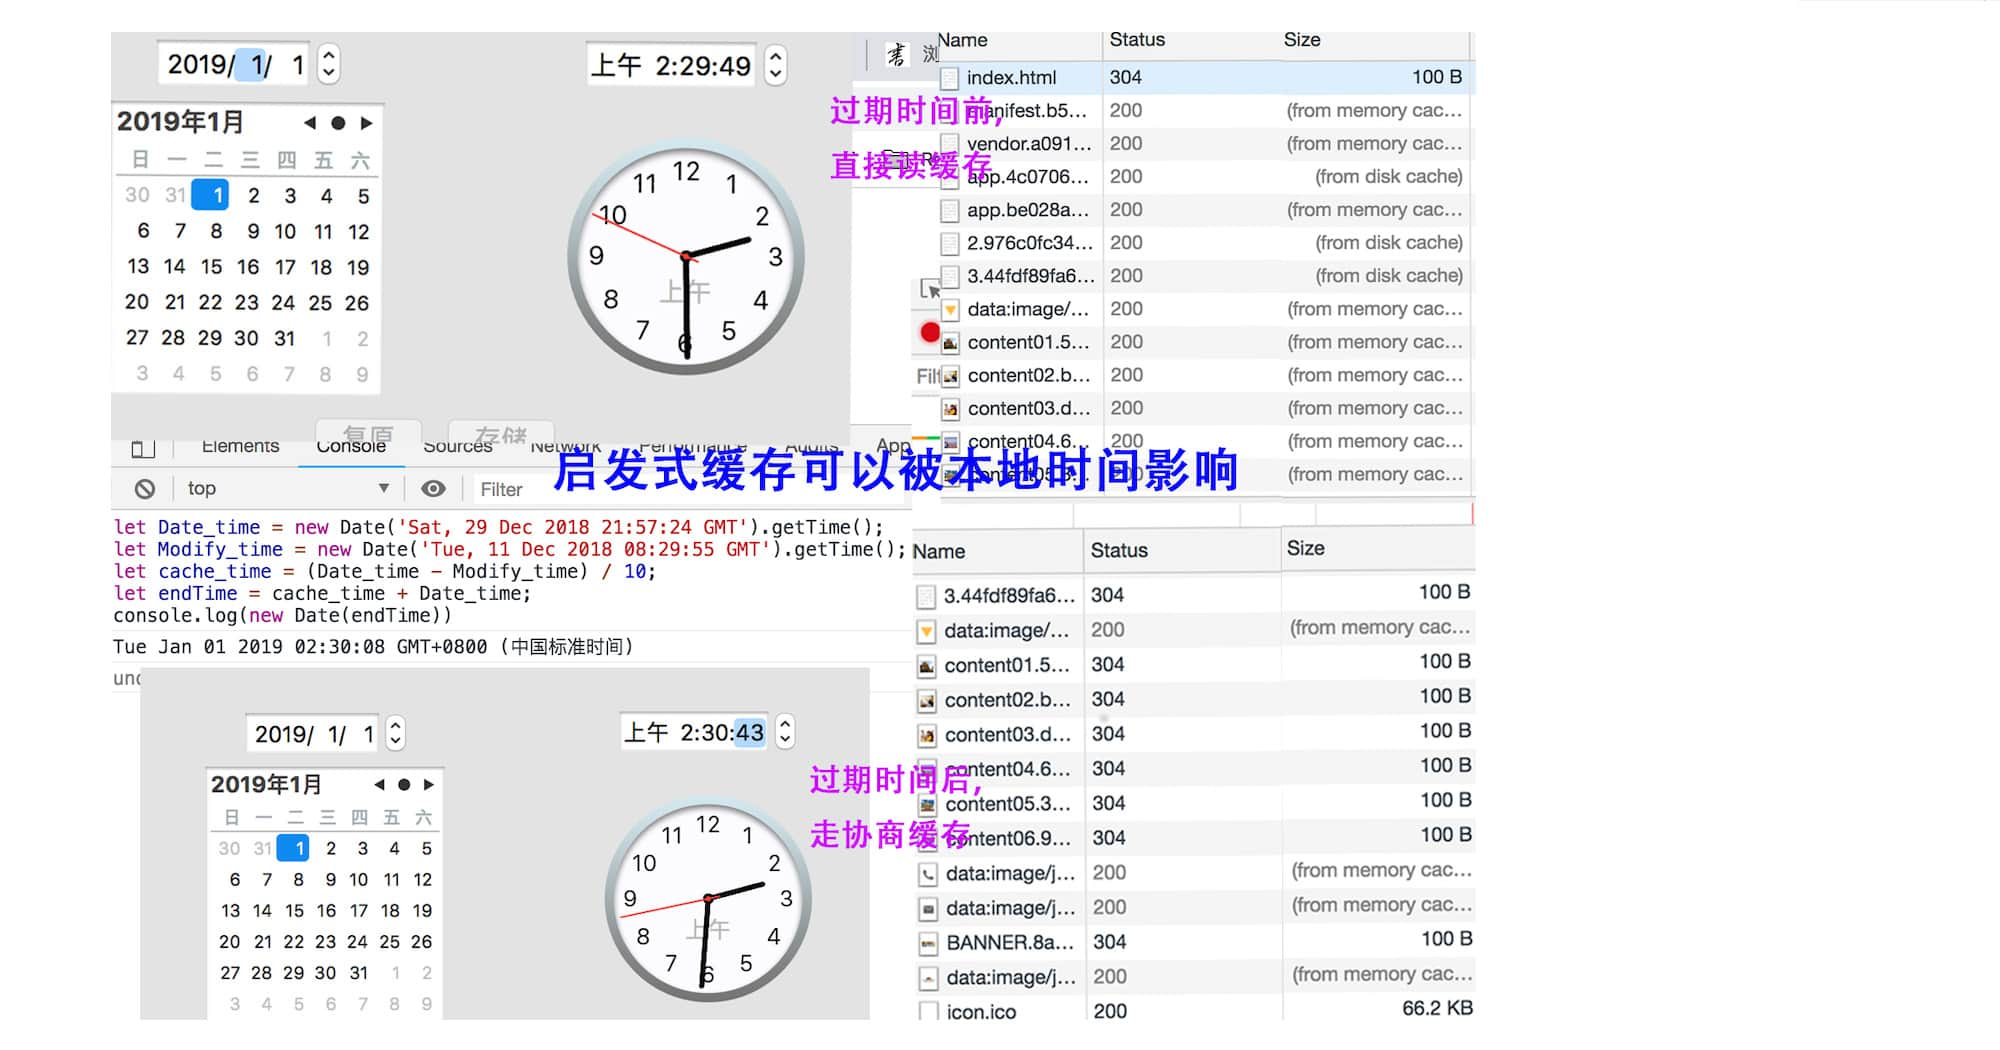 2019/ 1/ 1
上午 2:29:49
2019年1月
日 一 二 三 四 五 六
30 31 1 2 3 4 5
6 7 8 9 10 11 12
13 14 15 16 17 18 19
20 21 22 23 24 25 26
27 28 29 30 31 1 2
3 4 5 6 7 8 9
12
1
2
3
4
5
6
7
8
9
10
11
上午
复原
存储
书 浏
过期时间前,
直接读缓存
Name Status Size
index.html 304 100 B
manifest.b5... 200 (from memory cac...
vendor.a091... 200 (from memory cac...
app.4c0706... 200 (from disk cache)
app.be028a... 200 (from memory cac...
2.976c0fc34... 200 (from disk cache)
3.44fdf89fa6... 200 (from disk cache)
data:image/... 200 (from memory cac...
content01.5... 200 (from memory cac...
content02.b... 200 (from memory cac...
content03.d... 200 (from memory cac...
content04.6... 200 (from memory cac...
content05.3... 200 (from memory cac...
Filt
Elements Console Sources Network Performance Audits App
启发式缓存可以被本地时间影响
top
Filter
let Date_time = new Date('Sat, 29 Dec 2018 21:57:24 GMT').getTime();
let Modify_time = new Date('Tue, 11 Dec 2018 08:29:55 GMT').getTime();
let cache_time = (Date_time - Modify_time) / 10;
let endTime = cache_time + Date_time;
console.log(new Date(endTime))
Tue Jan 01 2019 02:30:08 GMT+0800 (中国标准时间)
und
2019/ 1/ 1
上午 2:30:43
2019年1月
日 一 二 三 四 五 六
30 31 1 2 3 4 5
6 7 8 9 10 11 12
13 14 15 16 17 18 19
20 21 22 23 24 25 26
27 28 29 30 31 1 2
3 4 5 6 7 8 9
12
1
2
3
4
5
6
7
8
9
10
11
上午
过期时间后,
走协商缓存
Name Status Size
3.44fdf89fa6... 304 100 B
data:image/... 200 (from memory cac...
content01.5... 304 100 B
content02.b... 304 100 B
content03.d... 304 100 B
content04.6... 304 100 B
content05.3... 304 100 B
content06.9... 304 100 B
data:image/j... 200 (from memory cac...
data:image/j... 200 (from memory cac...
BANNER.8a... 304 100 B
data:image/j... 200 (from memory cac...
icon.ico 200 66.2 KB